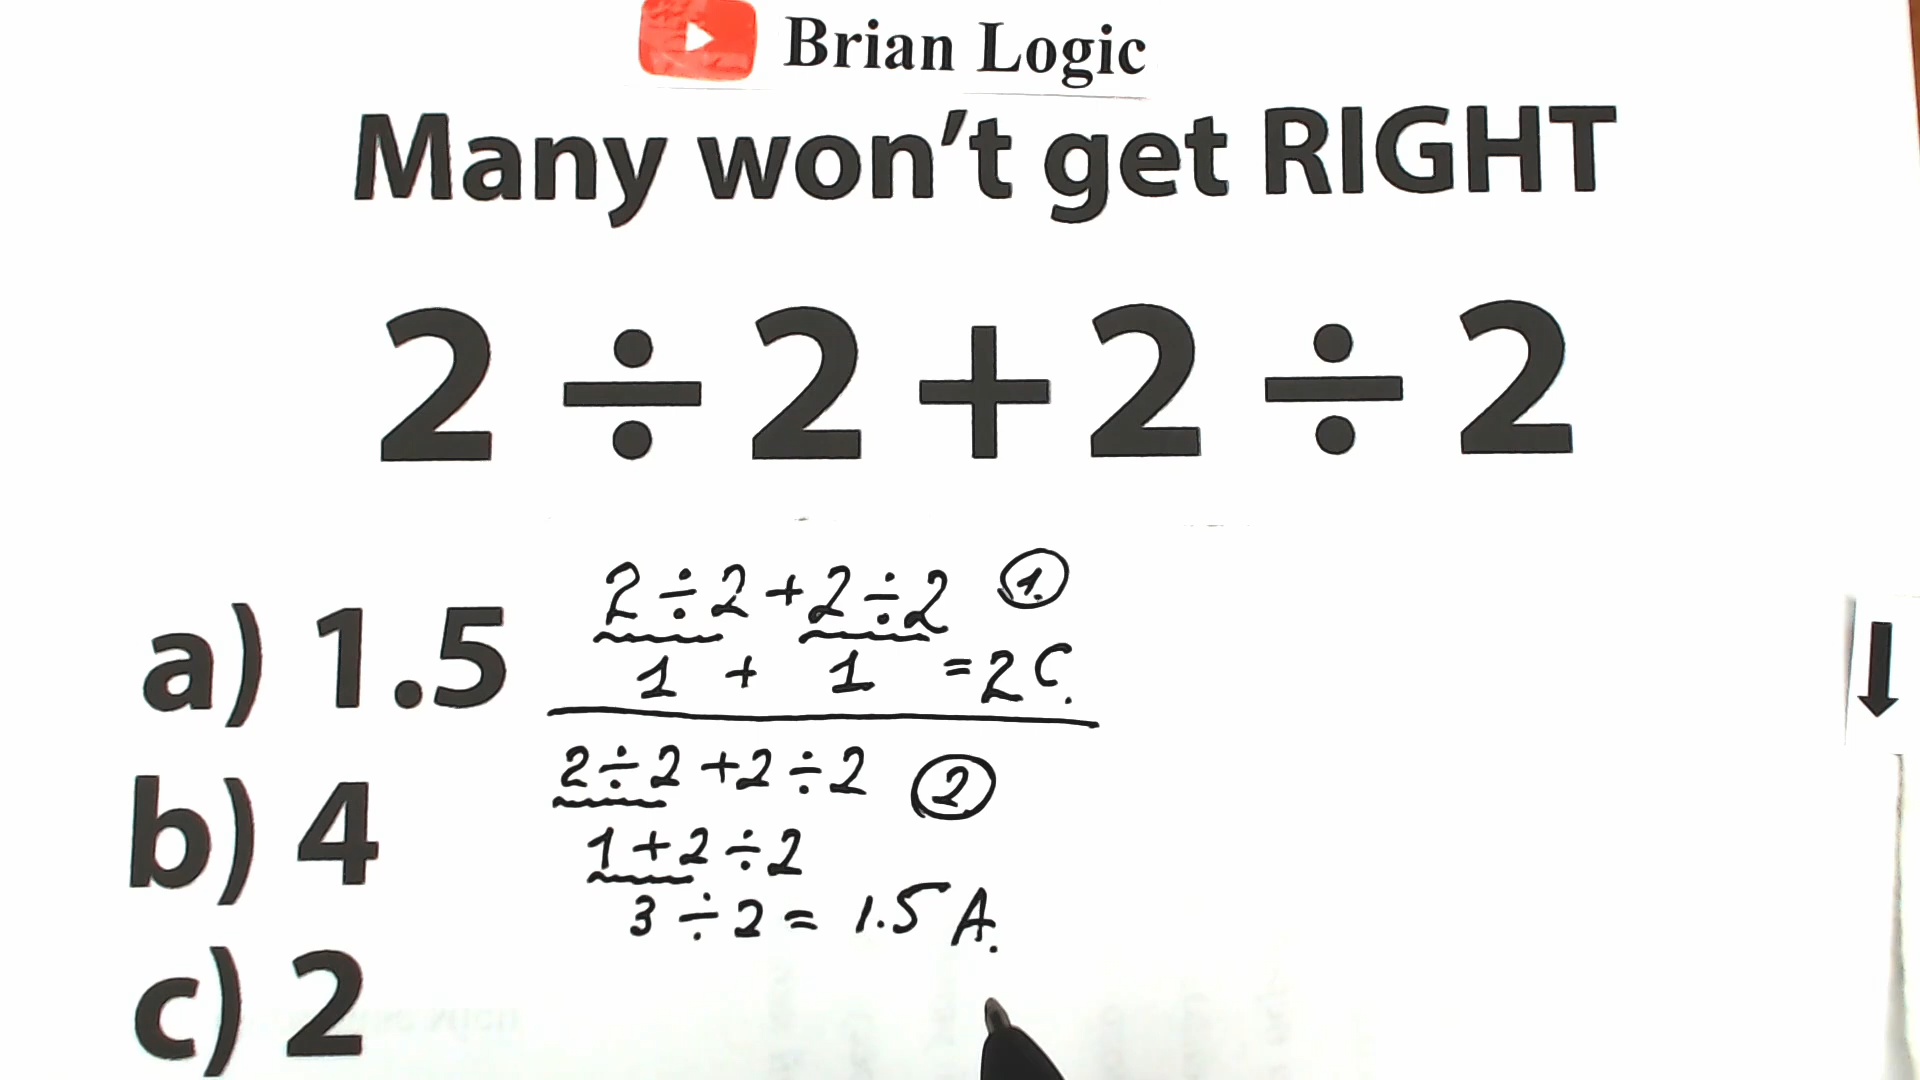 Brian Logic
Many won't get RIGHT
2 ÷ 2 + 2 ÷ 2
a) 1.5
b) 4
c) 2
2 ÷ 2 + 2 ÷ 2 1.
1 + 1 = 2 C.
2 ÷ 2 + 2 ÷ 2 2
1 + 2 ÷ 2
3 ÷ 2 = 1.5 A.